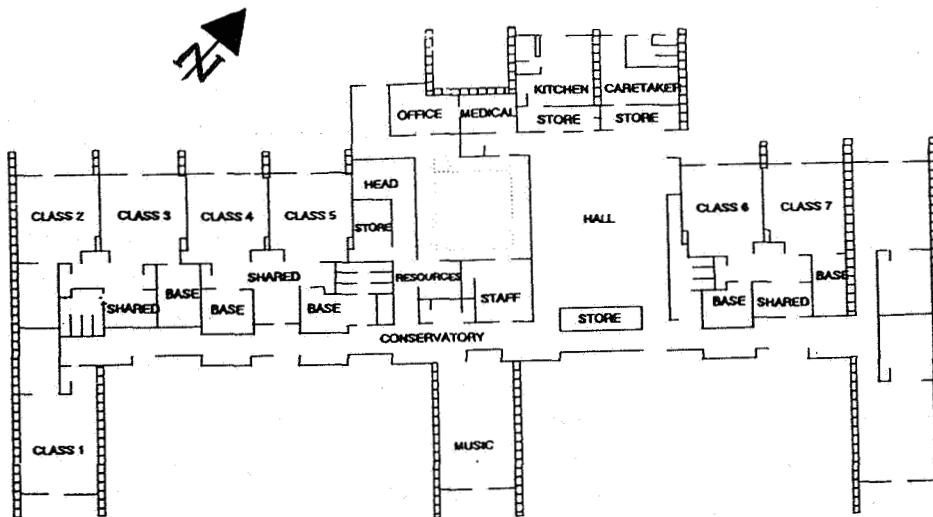 N
KITCHEN
CARETAKER
OFFICE
MEDICAL
STORE
STORE
HEAD
CLASS 2
CLASS 3
CLASS 4
CLASS 5
HALL
CLASS 6
CLASS 7
STORE
SHARED
RESOURCES
BASE
BASE
STAFF
SHARED
BASE
BASE
BASE
SHARED
STORE
CONSERVATORY
CLASS 1
MUSIC